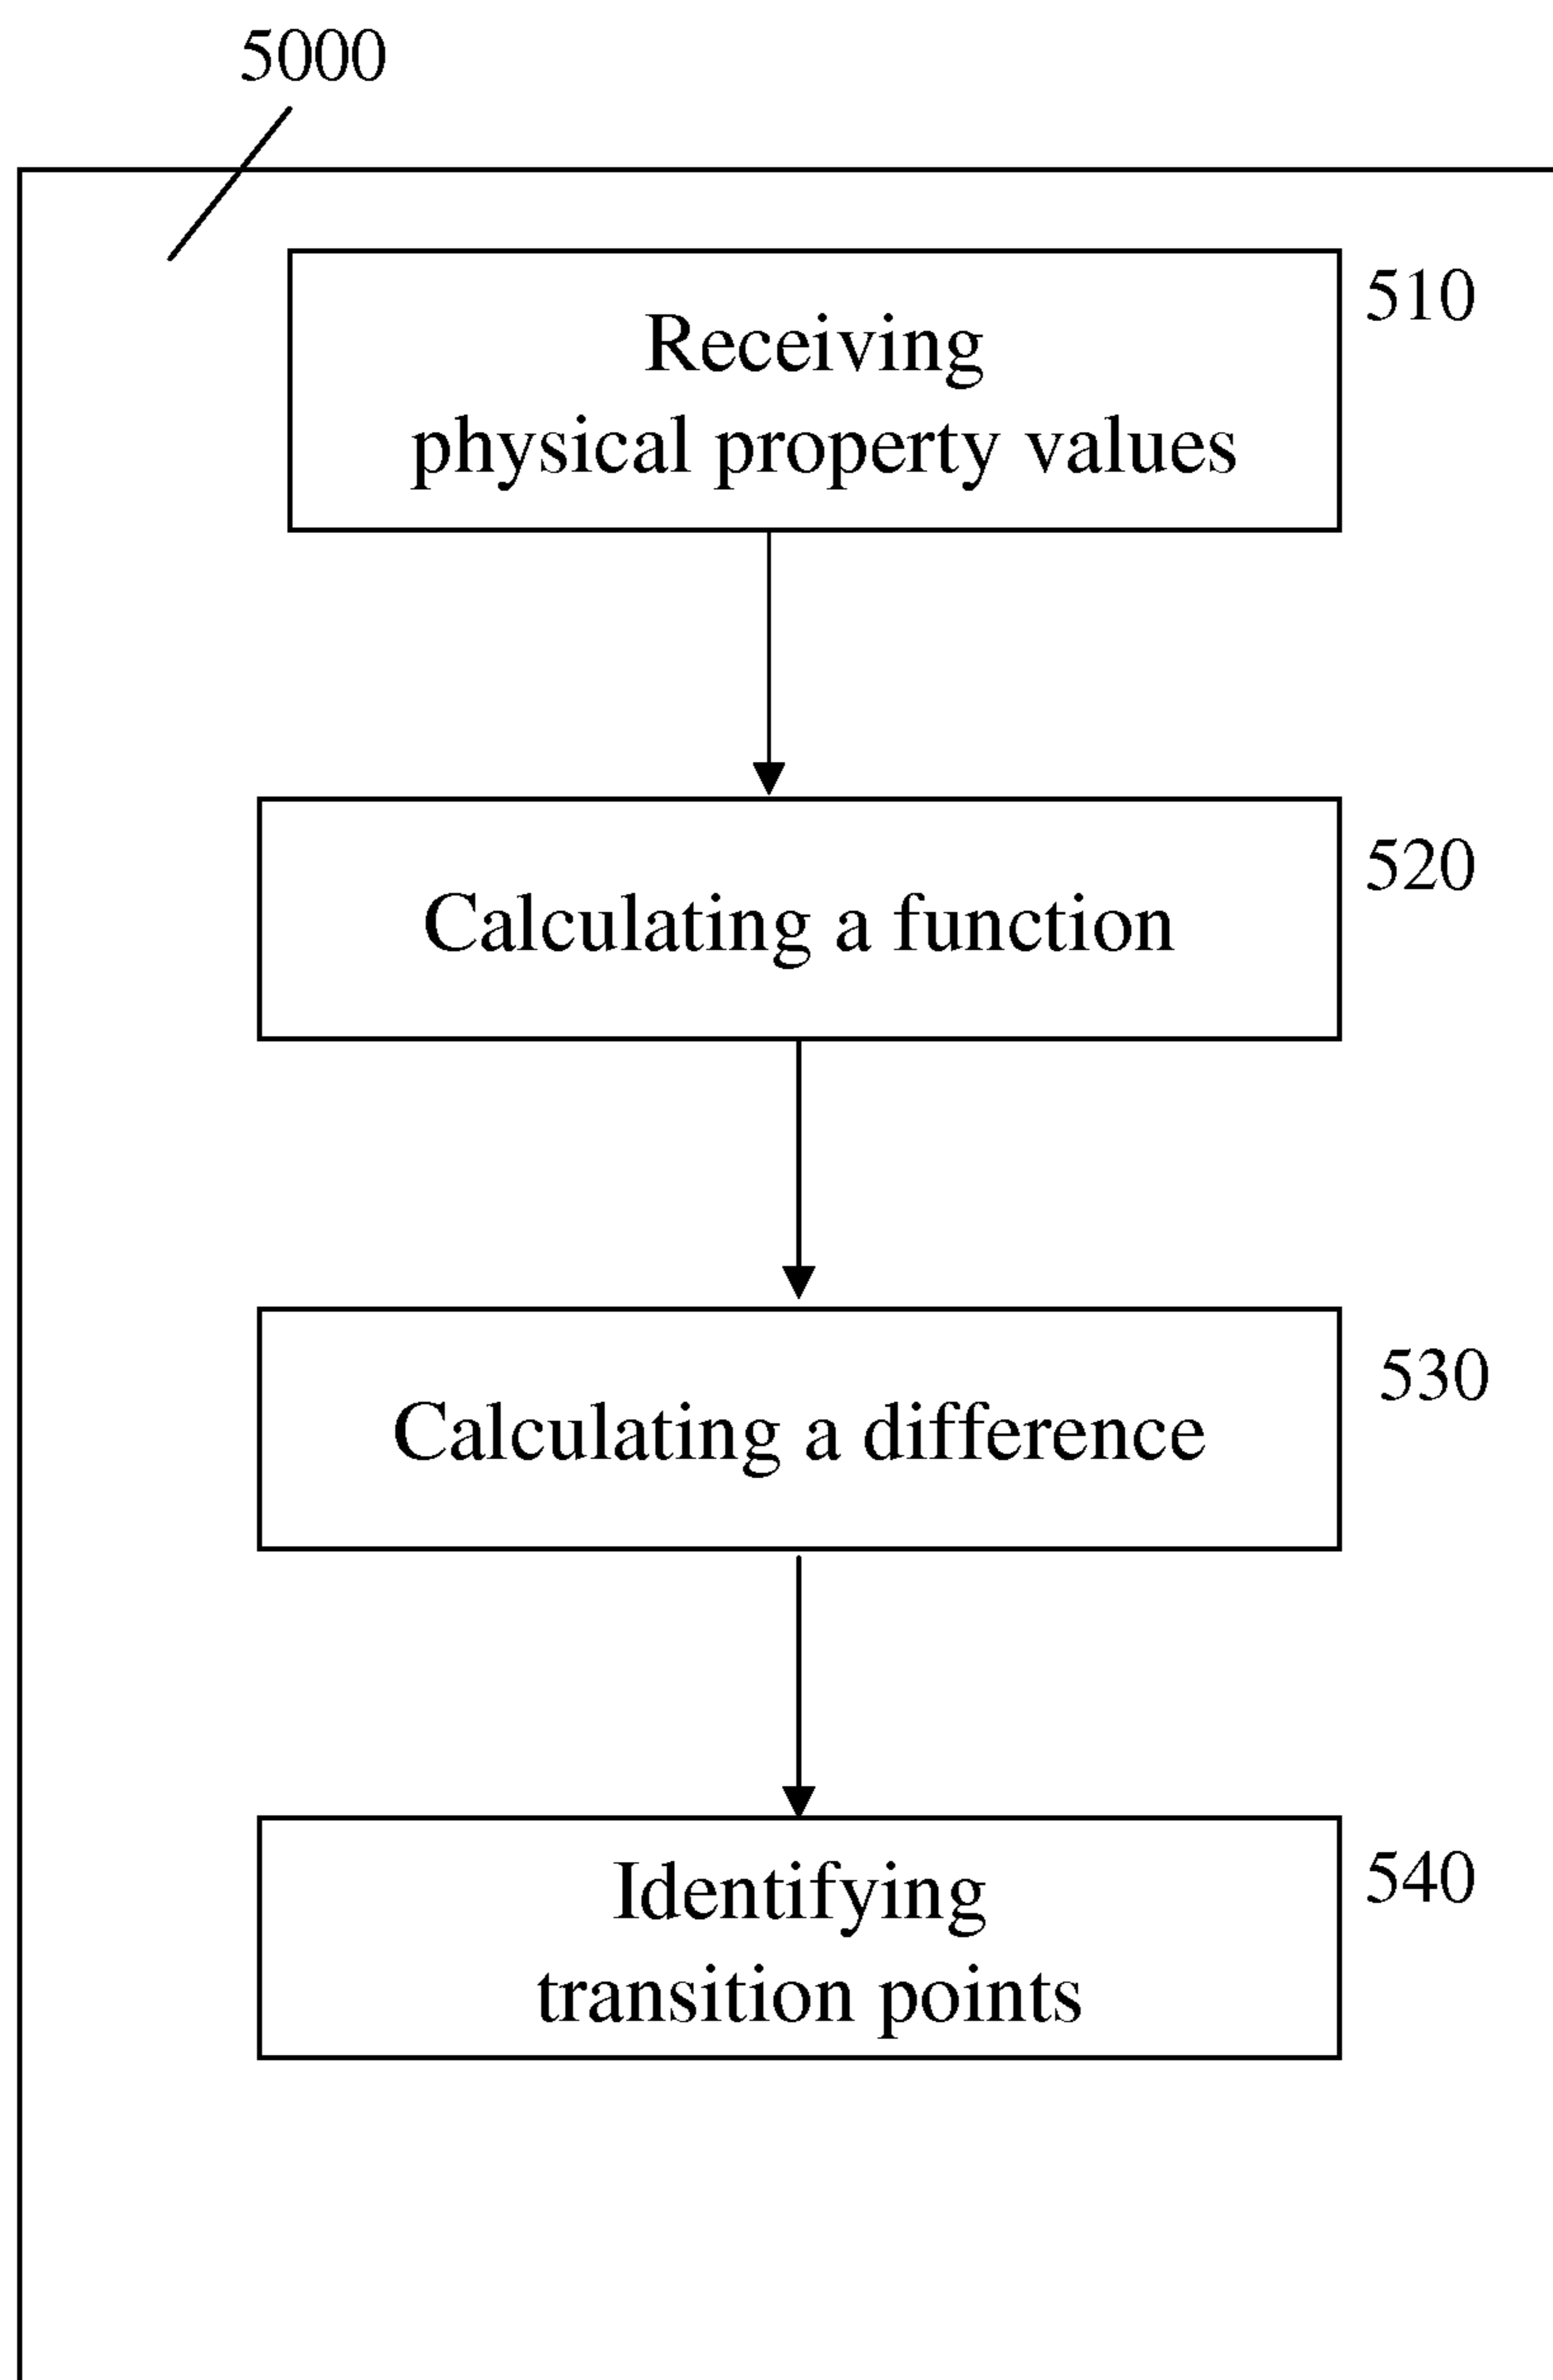 5000
510
Receiving
physical property values
520
Calculating a function
530
Calculating a difference
540
Identifying
transition points